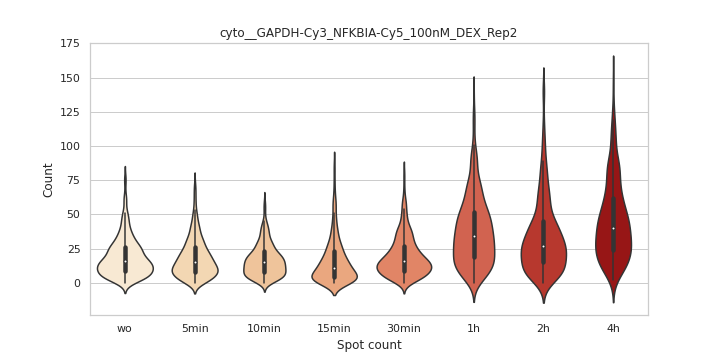 cyto__GAPDH-Cy3_NFKBIA-Cy5_100nM_DEX_Rep2
175
150
125
100
75
50
25
0
Count
wo 5min 10min 15min 30min 1h 2h 4h
Spot count